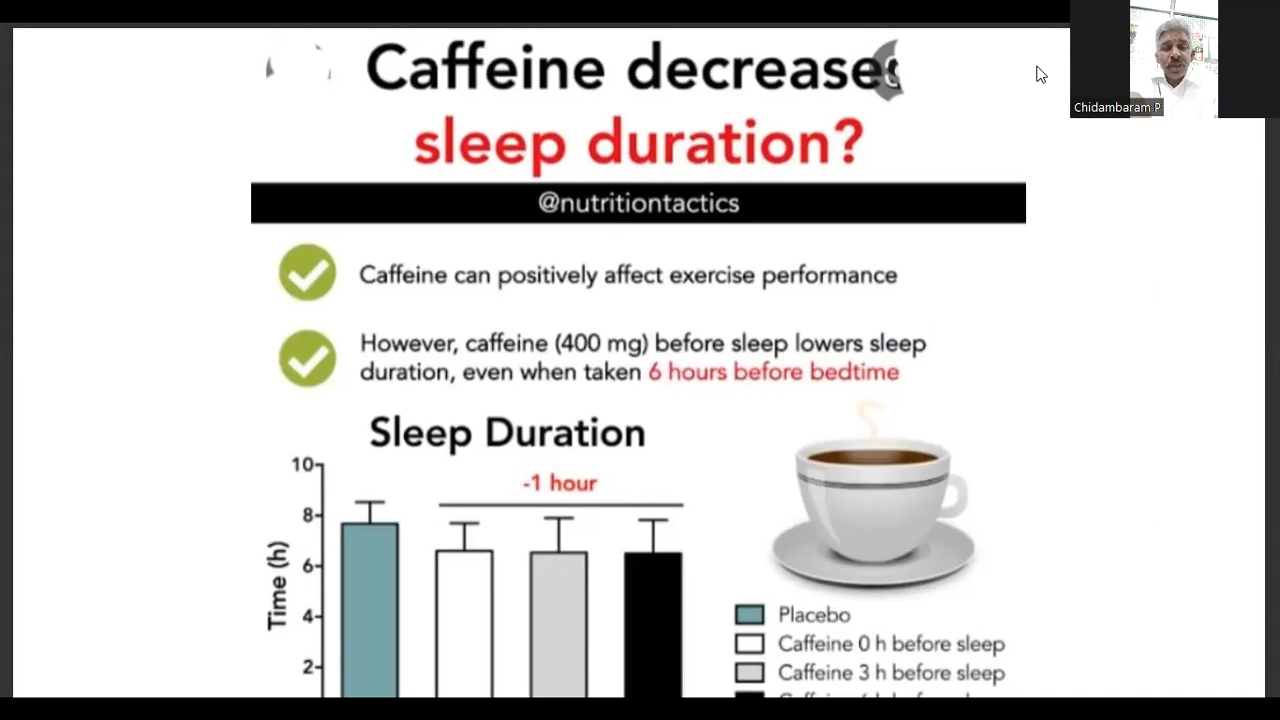 Caffeine decreases
sleep duration?
@nutritiontactics
Caffeine can positively affect exercise performance
However, caffeine (400 mg) before sleep lowers sleep
duration, even when taken 6 hours before bedtime
Sleep Duration
-1 hour
Time (h)
10
8
6
4
2
Placebo
Caffeine 0 h before sleep
Caffeine 3 h before sleep
Chidambaram P